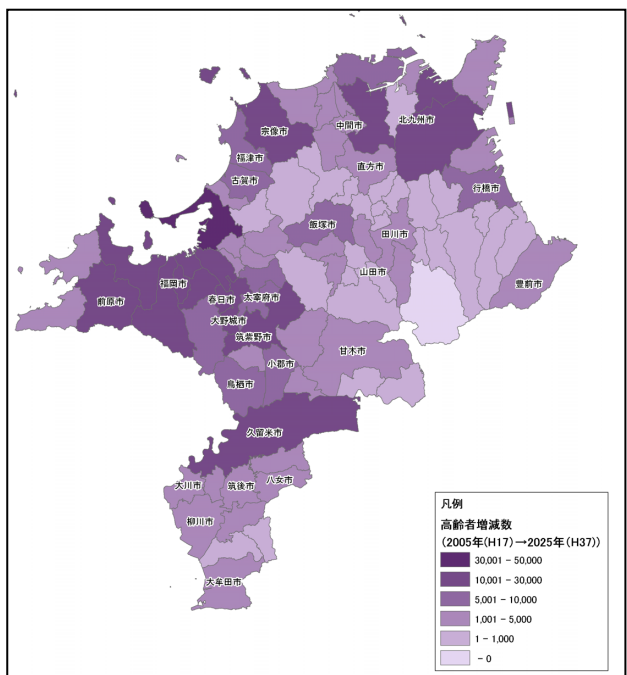 北九州市
中間市
宗像市
福津市
直方市
古賀市
行橋市
飯塚市
田川市
山田市
豊前市
福岡市
前原市
春日市
太宰府市
大野城市
筑紫野市
甘木市
小郡市
鳥栖市
久留米市
大川市
筑後市
八女市
柳川市
大牟田市
凡例
高齢者増減数
(2005年(H17)→2025年(H37))
30,001 - 50,000
10,001 - 30,000
5,001 - 10,000
1,001 - 5,000
1 - 1,000
- 0